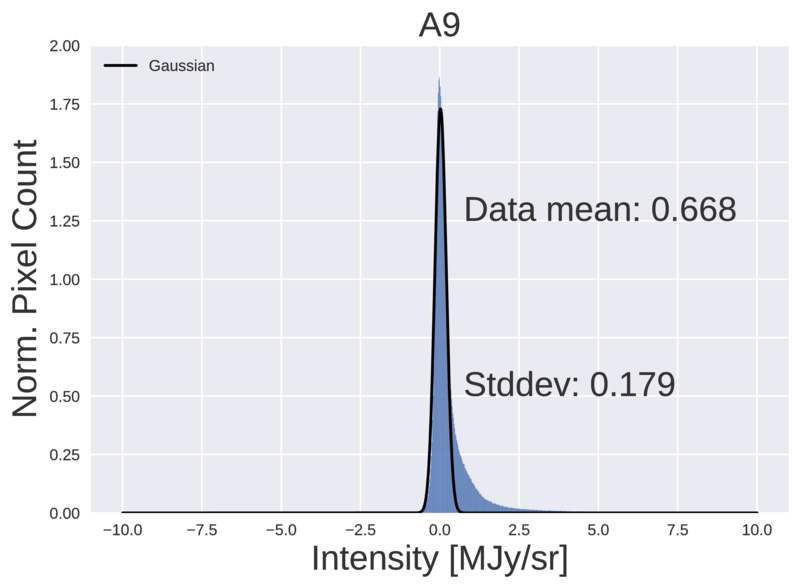 A9
Gaussian
2.00
1.75
1.50
1.25
1.00
0.75
0.50
0.25
0.00
Norm. Pixel Count
Data mean: 0.668
Stddev: 0.179
−10.0 −7.5 −5.0 −2.5 0.0 2.5 5.0 7.5 10.0
Intensity [MJy/sr]